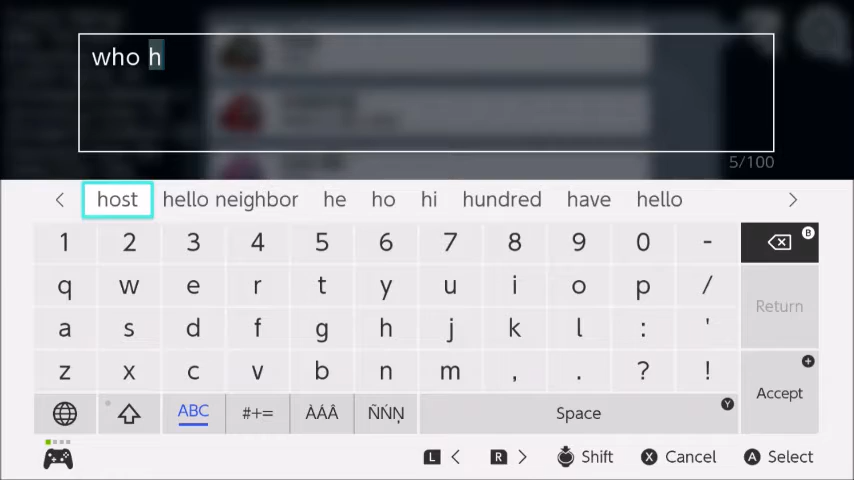 who h
5/100
< host hello neighbor he ho hi hundred have hello >
1 2 3 4 5 6 7 8 9 0 - B
q w e r t y u i o p / Return
a s d f g h j k l : '
z x c v b n m , . ? ! + Accept
ABC #+= ÀÁÂ ÑŃŅ Space Y
L < R > Shift X Cancel A Select